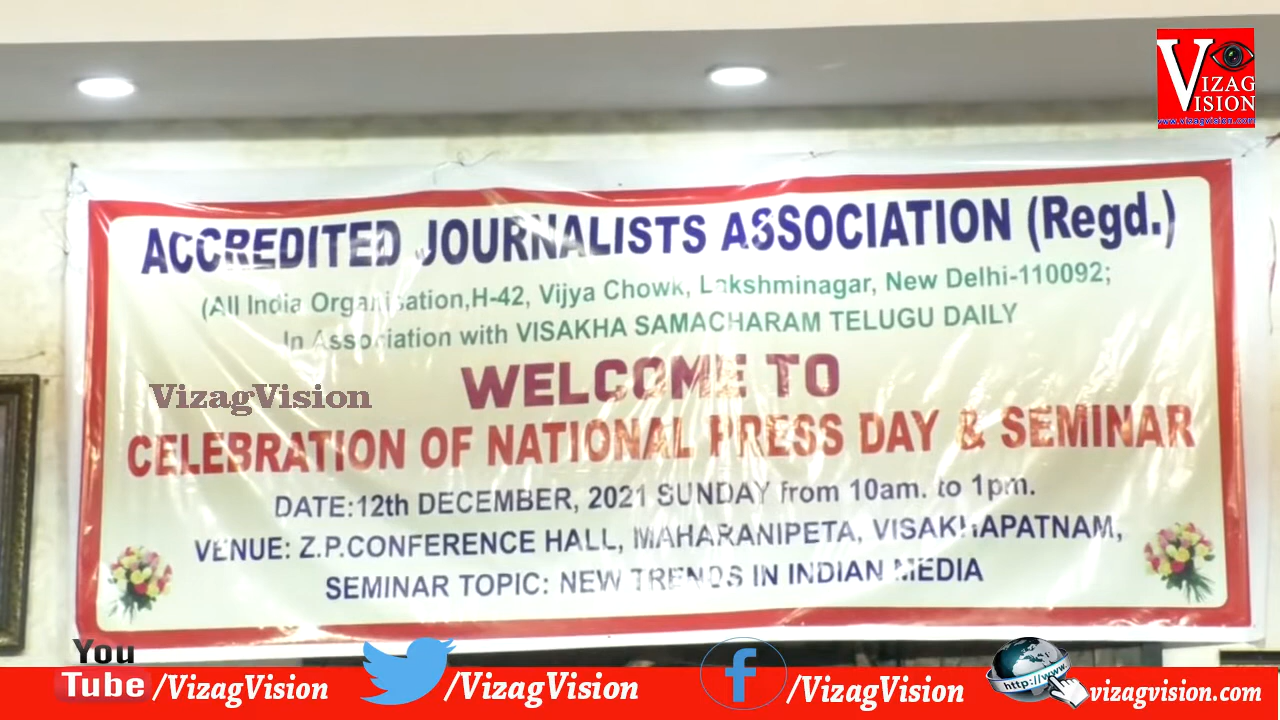 VIZAG
VISION
www.vizagvision.com
ACCREDITED JOURNALISTS ASSOCIATION (Regd.)
(All India Organisation,H-42, Vijya Chowk, Lakshminagar, New Delhi-110092;
In Association with VISAKHA SAMACHARAM TELUGU DAILY
WELCOME TO
VizagVision
CELEBRATION OF NATIONAL PRESS DAY & SEMINAR
DATE:12th DECEMBER, 2021 SUNDAY from 10am. to 1pm.
VENUE: Z.P.CONFERENCE HALL, MAHARANIPETA, VISAKHAPATNAM,
SEMINAR TOPIC: NEW TRENDS IN INDIAN MEDIA
You
Tube /VizagVision /VizagVision f /VizagVision http://www. vizagvision.com